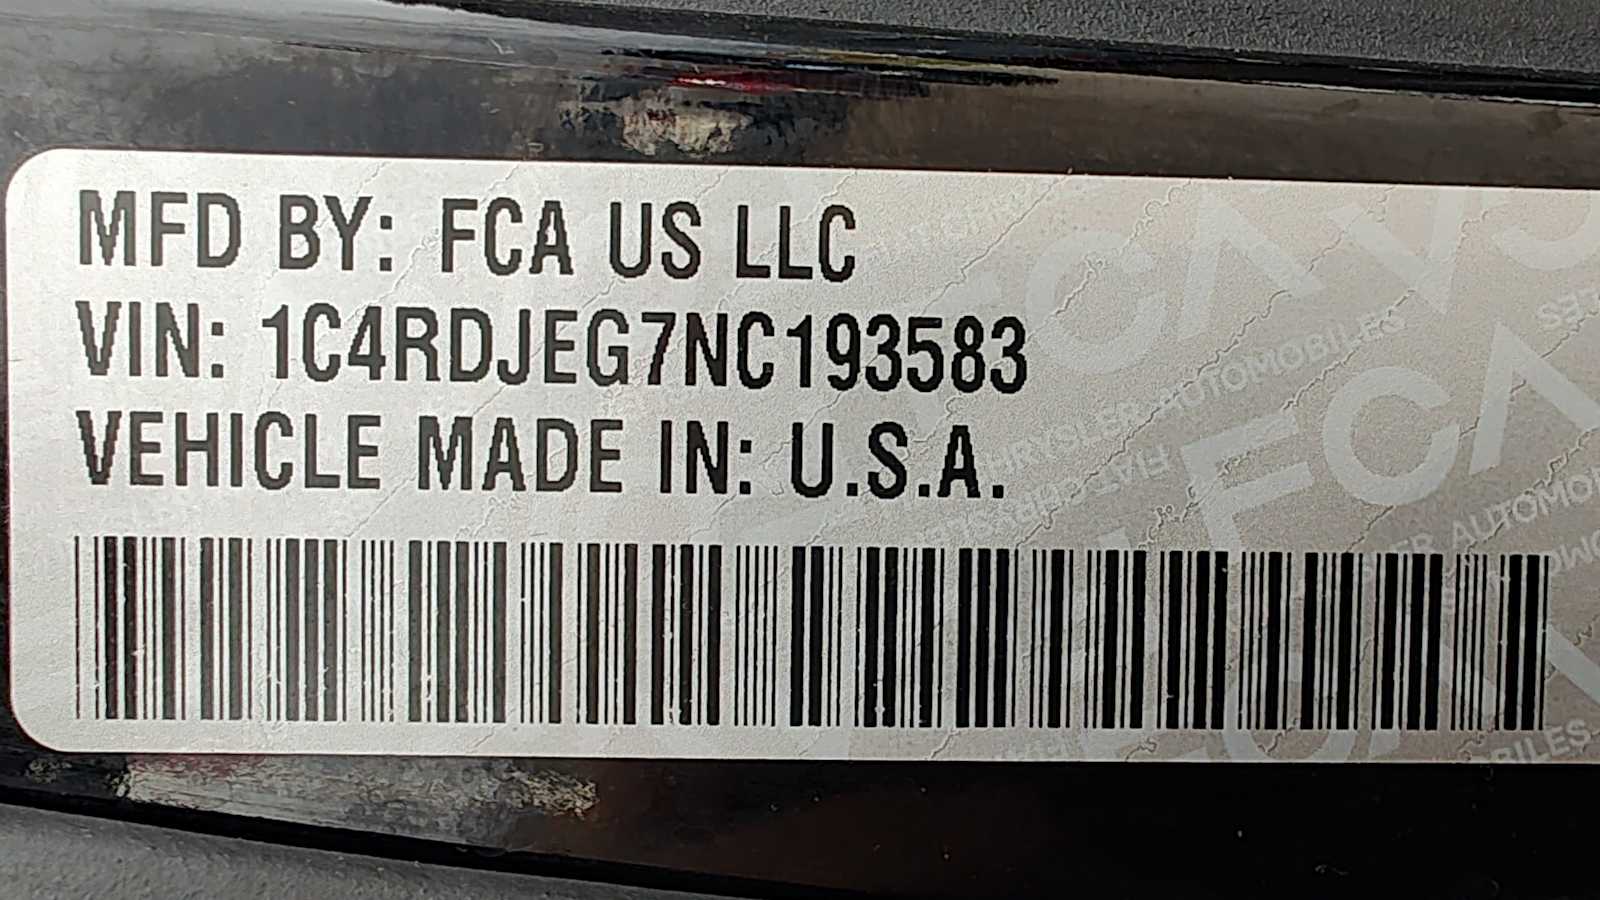 MFD BY: FCA US LLC
VIN: 1C4RDJEG7NC193583
VEHICLE MADE IN: U.S.A.